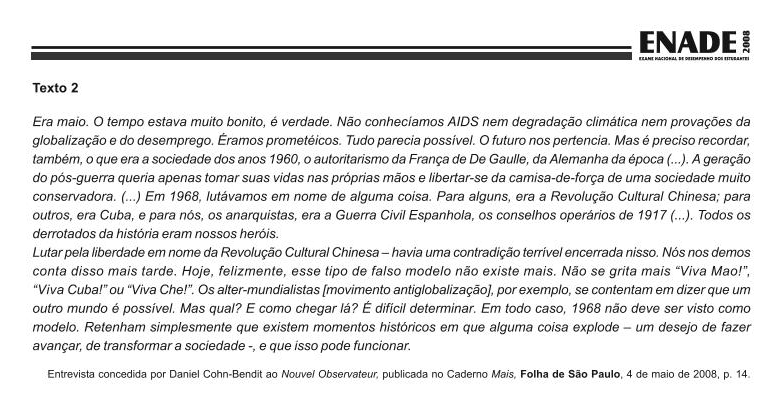 ENADE 2008
EXAME NACIONAL DE DESEMPENHO DOS ESTUDANTES
Texto 2
Era maio. O tempo estava muito bonito, é verdade. Não conhecíamos AIDS nem degradação climática nem provações da
globalização e do desemprego. Éramos prometéicos. Tudo parecia possível. O futuro nos pertencia. Mas é preciso recordar,
também, o que era a sociedade dos anos 1960, o autoritarismo da França de De Gaulle, da Alemanha da época (...). A geração
do pós-guerra queria apenas tomar suas vidas nas próprias mãos e libertar-se da camisa-de-força de uma sociedade muito
conservadora. (...) Em 1968, lutávamos em nome de alguma coisa. Para alguns, era a Revolução Cultural Chinesa; para
outros, era Cuba, e para nós, os anarquistas, era a Guerra Civil Espanhola, os conselhos operários de 1917 (...). Todos os
derrotados da história eram nossos heróis.
Lutar pela liberdade em nome da Revolução Cultural Chinesa – havia uma contradição terrível encerrada nisso. Nós nos demos
conta disso mais tarde. Hoje, felizmente, esse tipo de falso modelo não existe mais. Não se grita mais “Viva Mao!”,
“Viva Cuba!” ou “Viva Che!”. Os alter-mundialistas [movimento antiglobalização], por exemplo, se contentam em dizer que um
outro mundo é possível. Mas qual? E como chegar lá? É difícil determinar. Em todo caso, 1968 não deve ser visto como
modelo. Retenham simplesmente que existem momentos históricos em que alguma coisa explode – um desejo de fazer
avançar, de transformar a sociedade -, e que isso pode funcionar.
Entrevista concedida por Daniel Cohn-Bendit ao Nouvel Observateur, publicada no Caderno Mais, Folha de São Paulo, 4 de maio de 2008, p. 14.